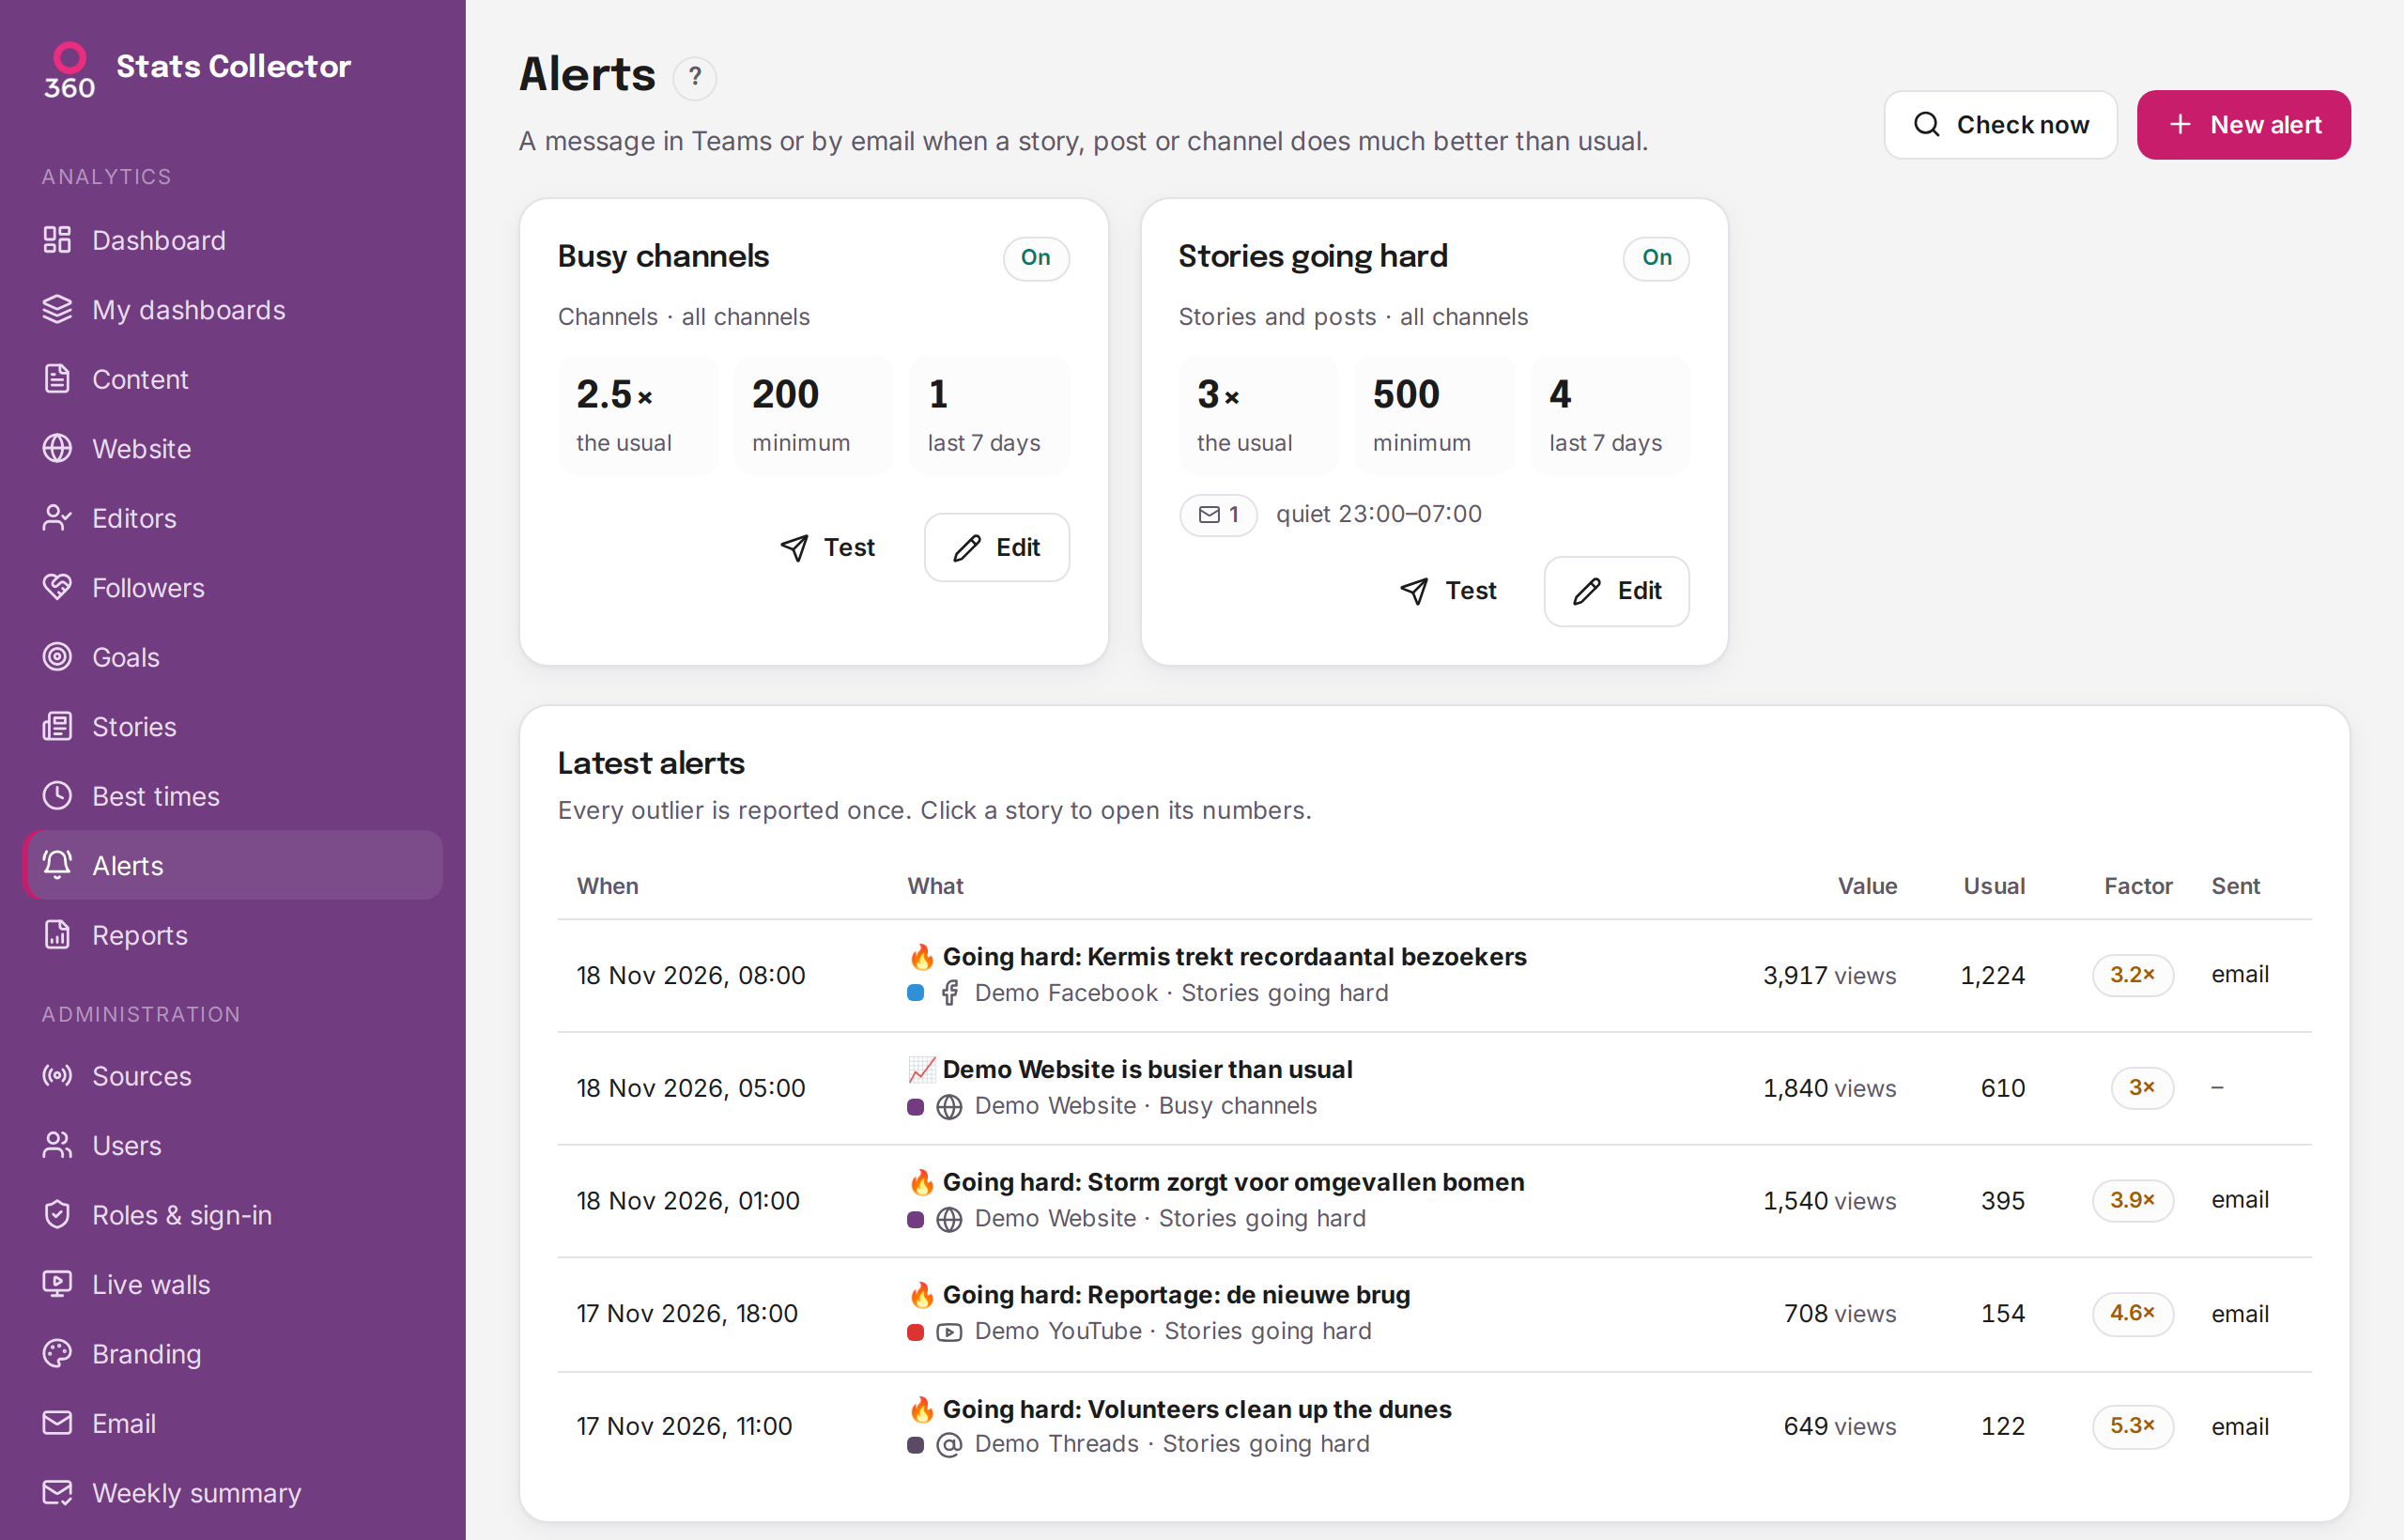 360
Stats Collector
ANALYTICS
Dashboard
My dashboards
Content
Website
Editors
Followers
Goals
Stories
Best times
Alerts
Reports
ADMINISTRATION
Sources
Users
Roles & sign-in
Live walls
Branding
Email
Weekly summary
Alerts ?
A message in Teams or by email when a story, post or channel does much better than usual.
Check now
New alert
Busy channels On
Channels · all channels
2.5× 200 1
the usual minimum last 7 days
Test Edit
Stories going hard On
Stories and posts · all channels
3× 500 4
the usual minimum last 7 days
1 quiet 23:00–07:00
Test Edit
Latest alerts
Every outlier is reported once. Click a story to open its numbers.
When What Value Usual Factor Sent
🔥 Going hard: Kermis trekt recordaantal bezoekers
18 Nov 2026, 08:00 3,917 views 1,224 3.2× email
Demo Facebook · Stories going hard
📈 Demo Website is busier than usual
18 Nov 2026, 05:00 1,840 views 610 3× –
Demo Website · Busy channels
🔥 Going hard: Storm zorgt voor omgevallen bomen
18 Nov 2026, 01:00 1,540 views 395 3.9× email
Demo Website · Stories going hard
🔥 Going hard: Reportage: de nieuwe brug
17 Nov 2026, 18:00 708 views 154 4.6× email
Demo YouTube · Stories going hard
🔥 Going hard: Volunteers clean up the dunes
17 Nov 2026, 11:00 649 views 122 5.3× email
Demo Threads · Stories going hard